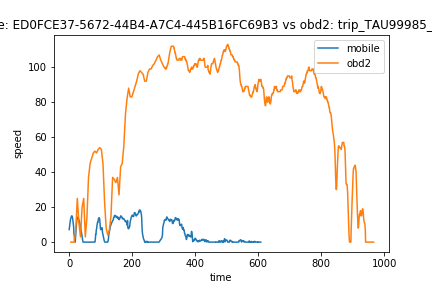 e: ED0FCE37-5672-44B4-A7C4-445B16FC69B3 vs obd2: trip_TAU99985_
mobile
obd2
speed
100
80
60
40
20
0
0 200 400 600 800 1000
time